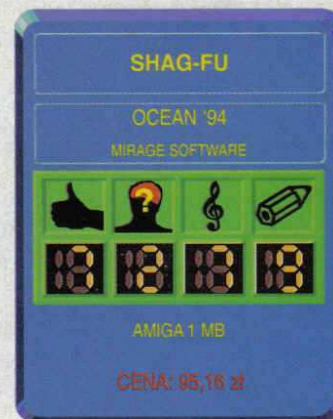 SHAG-FU
OCEAN '94
MIRAGE SOFTWARE
?
AMIGA 1 MB
CENA: 95,16 zł